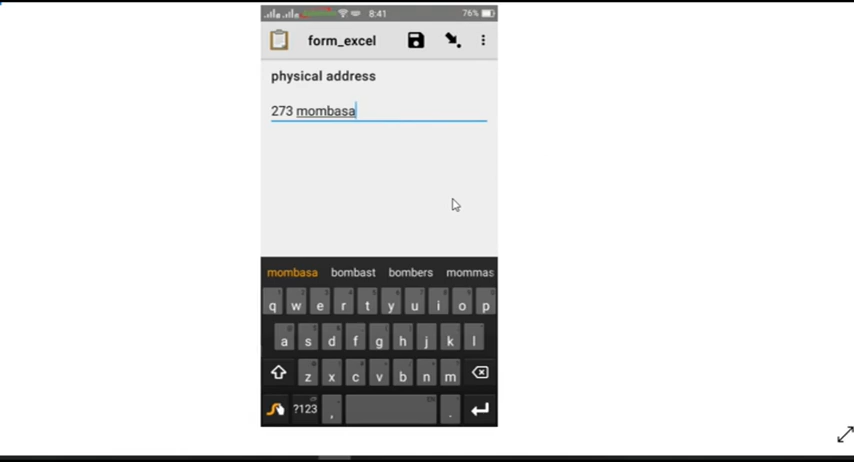 8:41 76%
form_excel
physical address
273 mombasa
mombasa bombast bombers mommas
q w e r t y u i o p
a s d f g h j k l
z x c v b n m
?123 , .